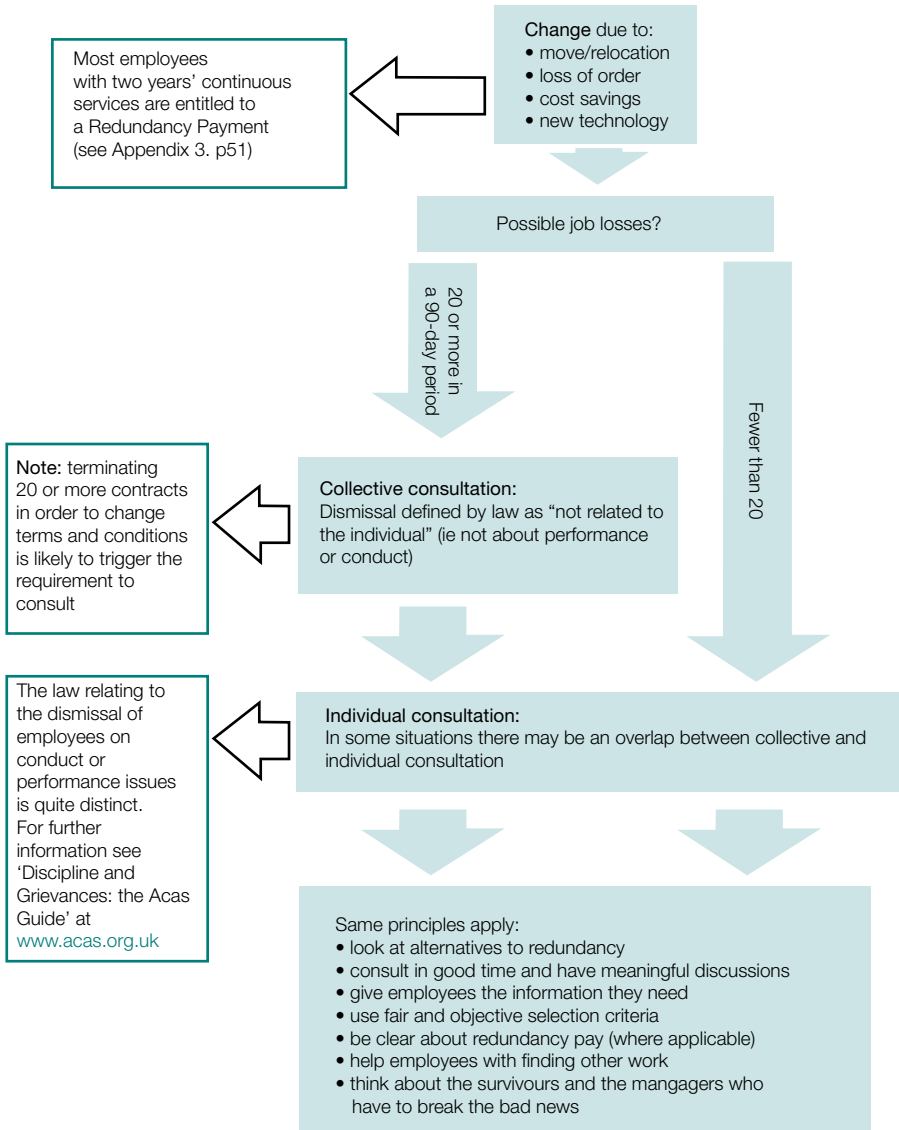 Change due to:
• move/relocation
• loss of order
• cost savings
• new technology
Most employees
with two years’ continuous
services are entitled to
a Redundancy Payment
(see Appendix 3. p51)
Possible job losses?
20 or more in
a 90-day period
Fewer than 20
Note: terminating
20 or more contracts
in order to change
terms and conditions
is likely to trigger the
requirement to
consult
Collective consultation:
Dismissal defined by law as “not related to
the individual” (ie not about performance
or conduct)
The law relating to
the dismissal of
employees on
conduct or
performance issues
is quite distinct.
For further
information see
‘Discipline and
Grievances: the Acas
Guide’ at
www.acas.org.uk
Individual consultation:
In some situations there may be an overlap between collective and
individual consultation
Same principles apply:
• look at alternatives to redundancy
• consult in good time and have meaningful discussions
• give employees the information they need
• use fair and objective selection criteria
• be clear about redundancy pay (where applicable)
• help employees with finding other work
• think about the survivours and the mangagers who
have to break the bad news